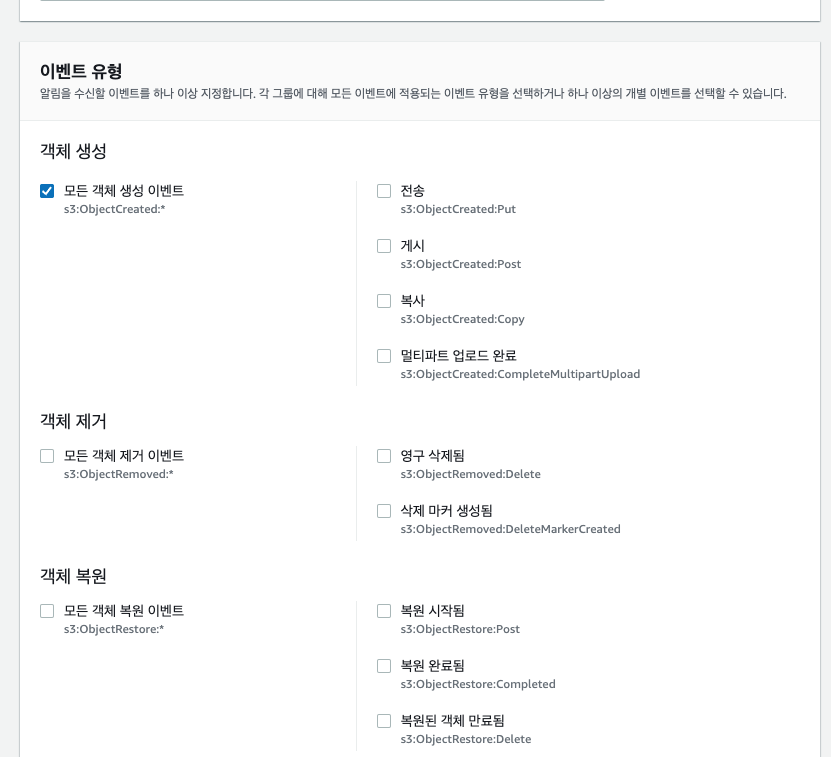 이벤트 유형
알림을 수신할 이벤트를 하나 이상 지정합니다. 각 그룹에 대해 모든 이벤트에 적용되는 이벤트 유형을 선택하거나 하나 이상의 개별 이벤트를 선택할 수 있습니다.
객체 생성
모든 객체 생성 이벤트
s3:ObjectCreated:*
전송
s3:ObjectCreated:Put
게시
s3:ObjectCreated:Post
복사
s3:ObjectCreated:Copy
멀티파트 업로드 완료
s3:ObjectCreated:CompleteMultipartUpload
객체 제거
모든 객체 제거 이벤트
s3:ObjectRemoved:*
영구 삭제됨
s3:ObjectRemoved:Delete
삭제 마커 생성됨
s3:ObjectRemoved:DeleteMarkerCreated
객체 복원
모든 객체 복원 이벤트
s3:ObjectRestore:*
복원 시작됨
s3:ObjectRestore:Post
복원 완료됨
s3:ObjectRestore:Completed
복원된 객체 만료됨
s3:ObjectRestore:Delete